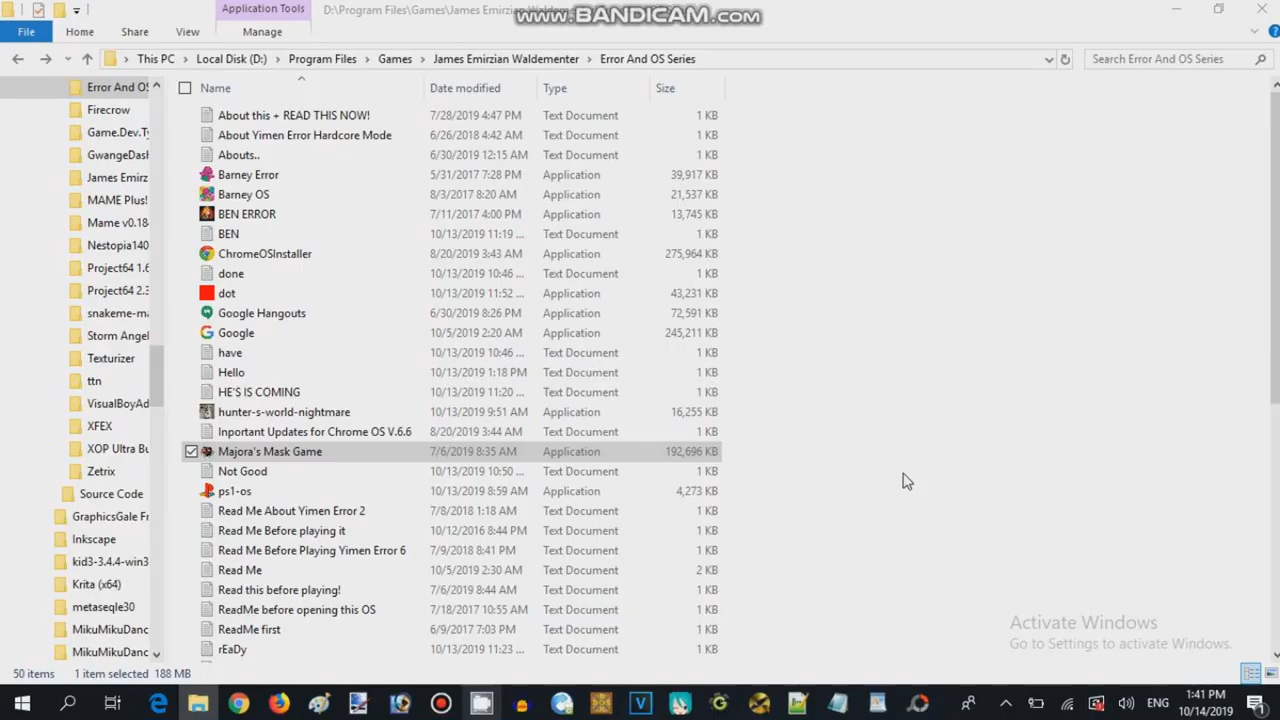 Application Tools
D:\Program Files\Games\James Emirzian Waldementer
www.BANDICAM.com
File Home Share View Manage
This PC Local Disk (D:) Program Files Games James Emirzian Waldementer Error And OS Series Search Error And OS Series
Error And OS
Firecrow
Game.Dev.Ty
GwangeDash
James Emirz
MAME Plus!
Mame v0.18
Nestopia140
Project64 1.6
Project64 2.3
snakeme-ma
Storm Angel
Texturizer
ttn
VisualBoyAd
XFEX
XOP Ultra Bu
Zetrix
Source Code
GraphicsGale Fr
Inkscape
kid3-3.4.4-win3
Krita (x64)
metaseqle30
MikuMikuDanc
MikuMikuDanc
Name Date modified Type Size
About this + READ THIS NOW! 7/28/2019 4:47 PM Text Document 1 KB
About Yimen Error Hardcore Mode 6/26/2018 4:42 AM Text Document 1 KB
Abouts.. 6/30/2019 12:15 AM Text Document 1 KB
Barney Error 5/31/2017 7:28 PM Application 39,917 KB
Barney OS 8/3/2017 8:20 AM Application 21,537 KB
BEN ERROR 7/11/2017 4:00 PM Application 13,745 KB
BEN 10/13/2019 11:19 ... Text Document 1 KB
ChromeOSInstaller 8/20/2019 3:43 AM Application 275,964 KB
done 10/13/2019 10:46 ... Text Document 1 KB
dot 10/13/2019 11:52 ... Application 43,231 KB
Google Hangouts 6/30/2019 8:26 PM Application 72,591 KB
Google 10/5/2019 2:20 AM Application 245,211 KB
have 10/13/2019 10:46 ... Text Document 1 KB
Hello 10/13/2019 1:18 PM Text Document 1 KB
HE'S IS COMING 10/13/2019 11:20 ... Text Document 1 KB
hunter-s-world-nightmare 10/13/2019 9:51 AM Application 16,255 KB
Inportant Updates for Chrome OS V.6.6 8/20/2019 3:44 AM Text Document 1 KB
Majora's Mask Game 7/6/2019 8:35 AM Application 192,696 KB
Not Good 10/13/2019 10:50 ... Text Document 1 KB
ps1-os 10/13/2019 8:59 AM Application 4,273 KB
Read Me About Yimen Error 2 7/8/2018 1:18 AM Text Document 1 KB
Read Me Before playing it 10/12/2016 8:44 PM Text Document 1 KB
Read Me Before Playing Yimen Error 6 7/9/2018 8:41 PM Text Document 1 KB
Read Me 10/5/2019 2:30 AM Text Document 2 KB
Read this before playing! 7/6/2019 8:44 AM Text Document 1 KB
ReadMe before opening this OS 7/18/2017 10:55 AM Text Document 1 KB
ReadMe first 6/9/2017 7:03 PM Text Document 1 KB
rEaDy 10/13/2019 11:23 ... Text Document 1 KB
Activate Windows
Go to Settings to activate Windows.
50 items 1 item selected 188 MB
ENG
1:41 PM
10/14/2019